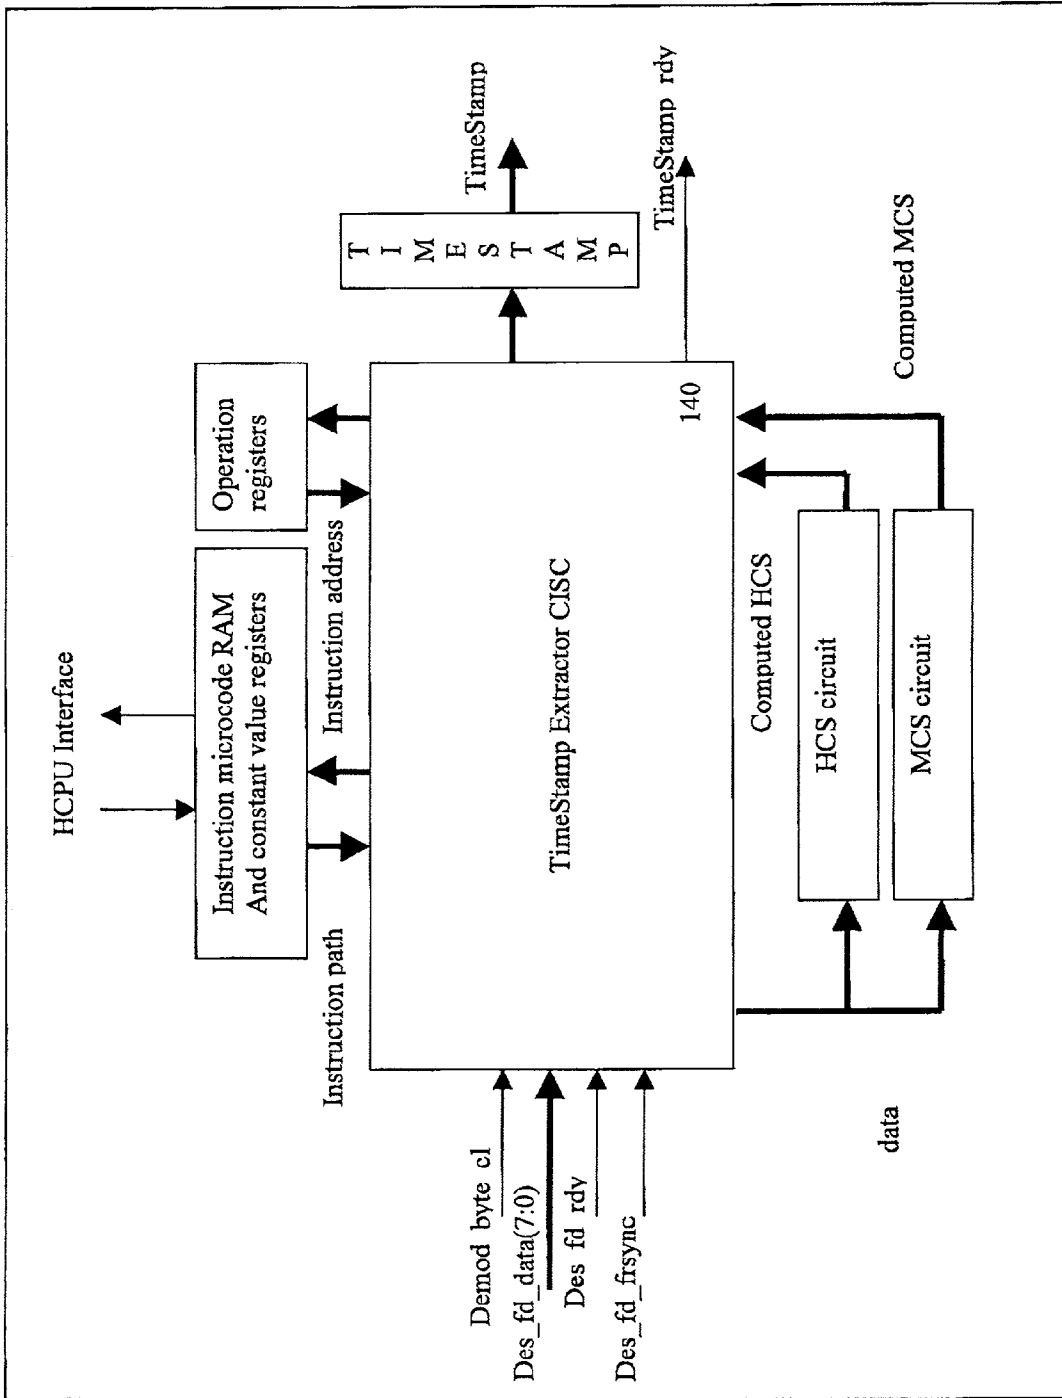 HCPU Interface
Instruction microcode RAM
And constant value registers
Operation
registers
Instruction path
Instruction address
Demod byte cl
Des_fd_data(7:0)
Des fd rdy
Des_fd_frsync
TimeStamp Extractor CISC
140
T
I
M
E
S
T
A
M
P
TimeStamp
TimeStamp rdy
Computed HCS
Computed MCS
HCS circuit
MCS circuit
data